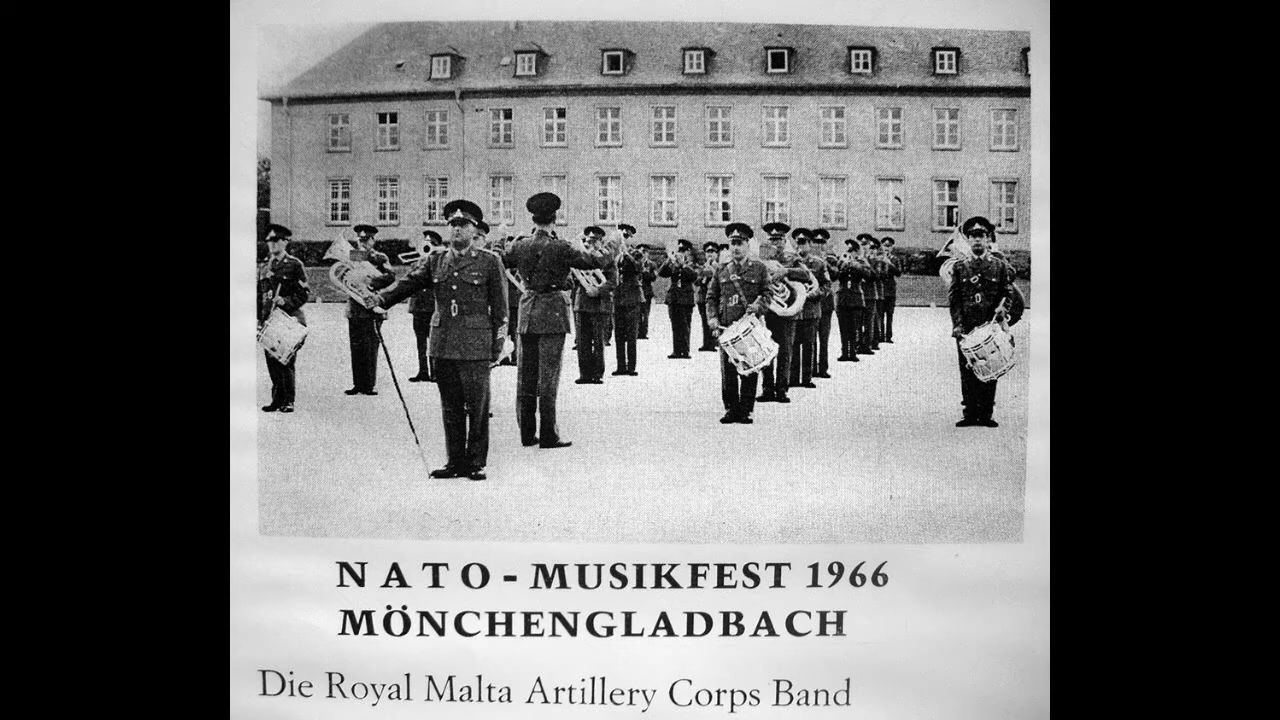 NATO - MUSIKFEST 1966
MÖNCHENGLADBACH
Die Royal Malta Artillery Corps Band